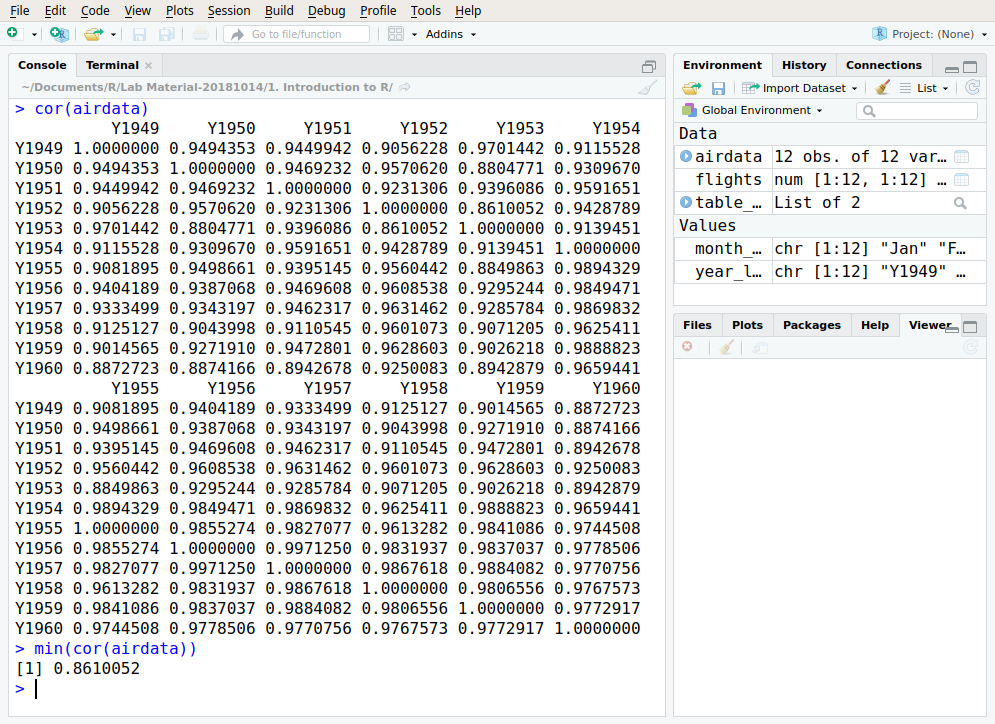 File Edit Code View Plots Session Build Debug Profile Tools Help
Go to file/function Addins Project: (None)
Console Terminal
~/Documents/R/Lab Material-20181014/1. Introduction to R/
> cor(airdata)
Y1949 Y1950 Y1951 Y1952 Y1953 Y1954
Y1949 1.0000000 0.9494353 0.9449942 0.9056228 0.9701442 0.9115528
Y1950 0.9494353 1.0000000 0.9469232 0.9570620 0.8804771 0.9309670
Y1951 0.9449942 0.9469232 1.0000000 0.9231306 0.9396086 0.9591651
Y1952 0.9056228 0.9570620 0.9231306 1.0000000 0.8610052 0.9428789
Y1953 0.9701442 0.8804771 0.9396086 0.8610052 1.0000000 0.9139451
Y1954 0.9115528 0.9309670 0.9591651 0.9428789 0.9139451 1.0000000
Y1955 0.9081895 0.9498661 0.9395145 0.9560442 0.8849863 0.9894329
Y1956 0.9404189 0.9387068 0.9469608 0.9608538 0.9295244 0.9849471
Y1957 0.9333499 0.9343197 0.9462317 0.9631462 0.9285784 0.9869832
Y1958 0.9125127 0.9043998 0.9110545 0.9601073 0.9071205 0.9625411
Y1959 0.9014565 0.9271910 0.9472801 0.9628603 0.9026218 0.9888823
Y1960 0.8872723 0.8874166 0.8942678 0.9250083 0.8942879 0.9659441
Y1955 Y1956 Y1957 Y1958 Y1959 Y1960
Y1949 0.9081895 0.9404189 0.9333499 0.9125127 0.9014565 0.8872723
Y1950 0.9498661 0.9387068 0.9343197 0.9043998 0.9271910 0.8874166
Y1951 0.9395145 0.9469608 0.9462317 0.9110545 0.9472801 0.8942678
Y1952 0.9560442 0.9608538 0.9631462 0.9601073 0.9628603 0.9250083
Y1953 0.8849863 0.9295244 0.9285784 0.9071205 0.9026218 0.8942879
Y1954 0.9894329 0.9849471 0.9869832 0.9625411 0.9888823 0.9659441
Y1955 1.0000000 0.9855274 0.9827077 0.9613282 0.9841086 0.9744508
Y1956 0.9855274 1.0000000 0.9971250 0.9831937 0.9837037 0.9778506
Y1957 0.9827077 0.9971250 1.0000000 0.9867618 0.9884082 0.9770756
Y1958 0.9613282 0.9831937 0.9867618 1.0000000 0.9806556 0.9767573
Y1959 0.9841086 0.9837037 0.9884082 0.9806556 1.0000000 0.9772917
Y1960 0.9744508 0.9778506 0.9770756 0.9767573 0.9772917 1.0000000
> min(cor(airdata))
[1] 0.8610052
>
Environment History Connections
Import Dataset List
Global Environment
Data
airdata 12 obs. of 12 var…
flights num [1:12, 1:12] …
table_… List of 2
Values
month_… chr [1:12] "Jan" "F…
year_l… chr [1:12] "Y1949" …
Files Plots Packages Help Viewer